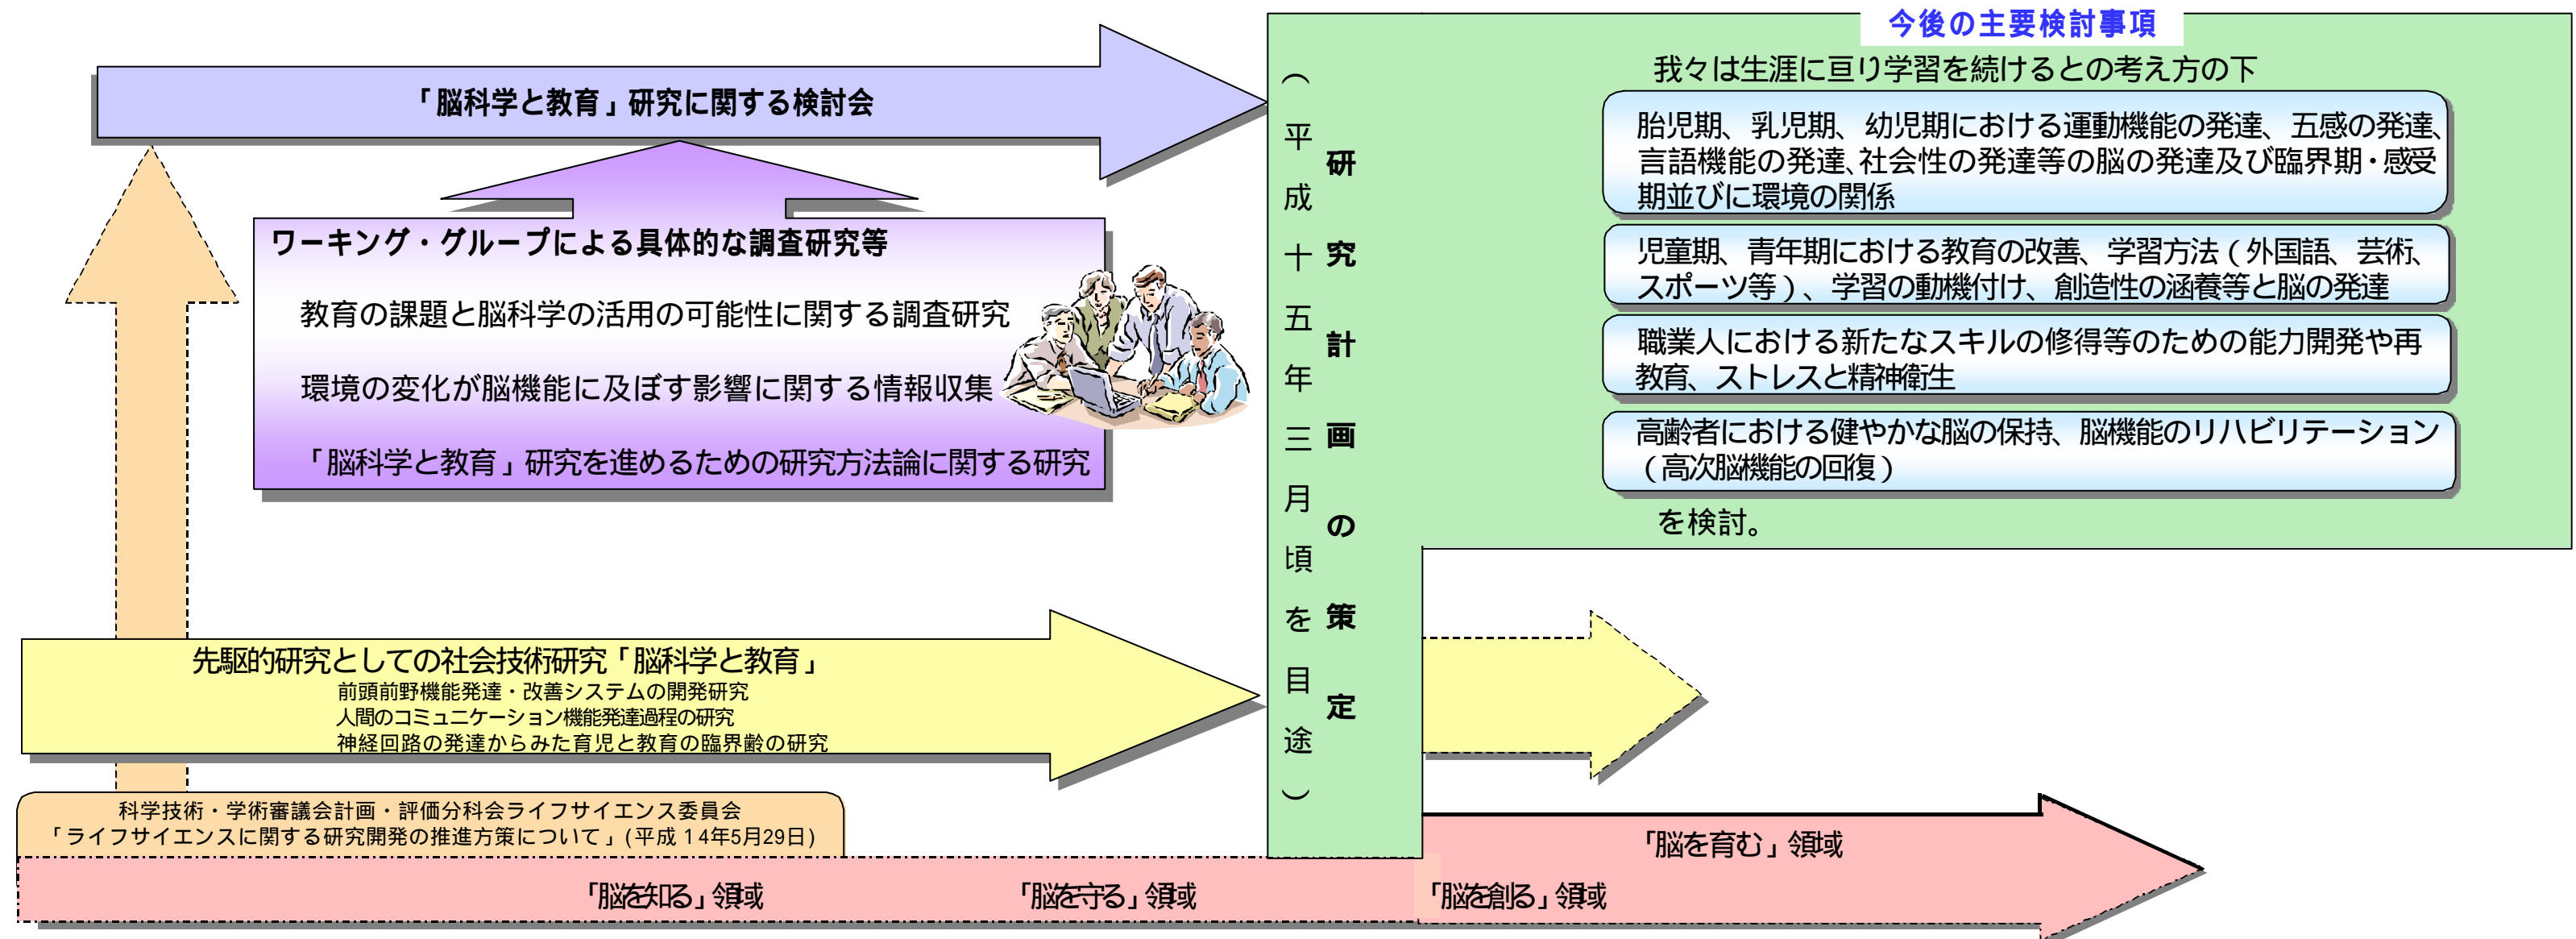 今後の主要検討事項
我々は生涯に亘り学習を続けるとの考え方の下
胎児期、乳児期、幼児期における運動機能の発達、五感の発達、
言語機能の発達、社会性の発達等の脳の発達及び臨界期・感受
期並びに環境の関係
児童期、青年期における教育の改善、学習方法（外国語、芸術、
スポーツ等）、学習の動機付け、創造性の涵養等と脳の発達
職業人における新たなスキルの修得等のための能力開発や再
教育、ストレスと精神衛生
高齢者における健やかな脳の保持、脳機能のリハビリテーション
（高次脳機能の回復）
を検討。
研究計画の策定
（平成十五年三月頃を目途）
「脳科学と教育」研究に関する検討会
ワーキング・グループによる具体的な調査研究等
教育の課題と脳科学の活用の可能性に関する調査研究
環境の変化が脳機能に及ぼす影響に関する情報収集
「脳科学と教育」研究を進めるための研究方法論に関する研究
先駆的研究としての社会技術研究「脳科学と教育」
前頭前野機能発達・改善システムの開発研究
人間のコミュニケーション機能発達過程の研究
神経回路の発達からみた育児と教育の臨界齢の研究
科学技術・学術審議会計画・評価分科会ライフサイエンス委員会
「ライフサイエンスに関する研究開発の推進方策について」(平成14年5月29日)
「脳を育む」領域
「脳を知る」領域 「脳を守る」領域 「脳を創る」領域